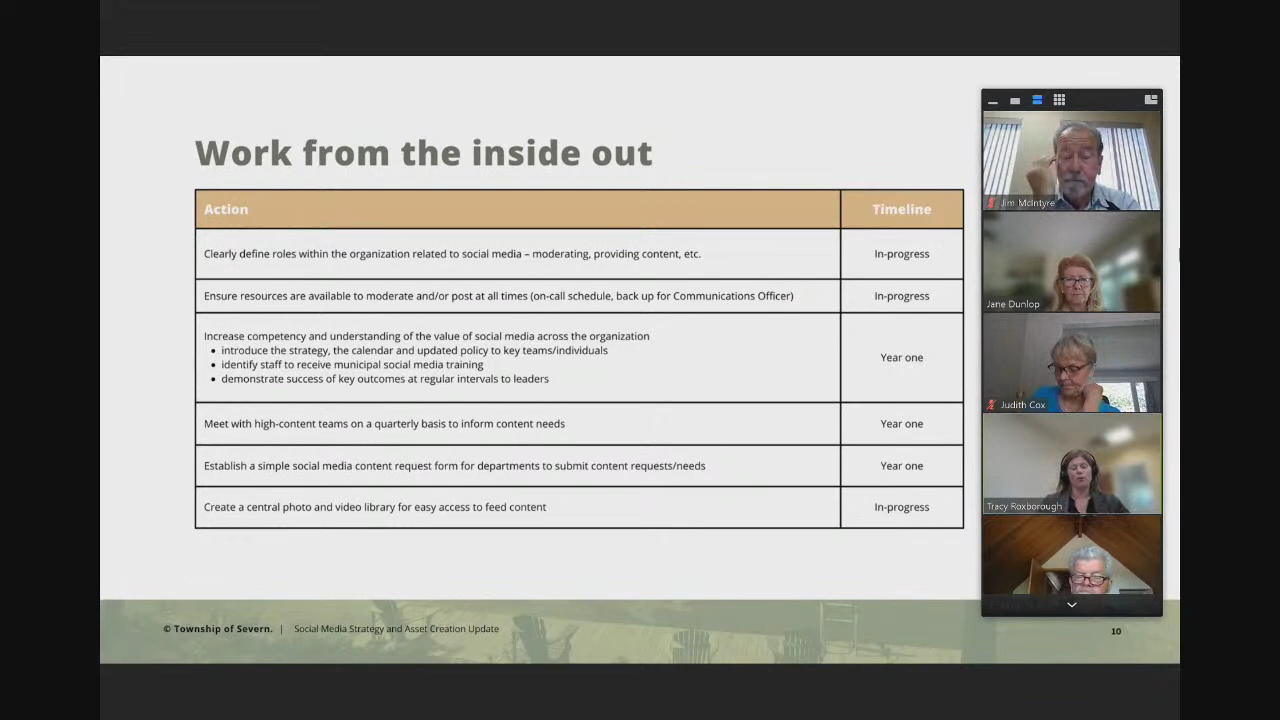 Work from the inside out
Action
Timeline
Clearly define roles within the organization related to social media – moderating, providing content, etc.
In-progress
Ensure resources are available to moderate and/or post at all times (on-call schedule, back up for Communications Officer)
In-progress
Increase competency and understanding of the value of social media across the organization
• introduce the strategy, the calendar and updated policy to key teams/individuals
• identify staff to receive municipal social media training
• demonstrate success of key outcomes at regular intervals to leaders
Year one
Meet with high-content teams on a quarterly basis to inform content needs
Year one
Establish a simple social media content request form for departments to submit content requests/needs
Year one
Create a central photo and video library for easy access to feed content
In-progress
Jim McIntyre
Jane Dunlop
Judith Cox
Tracy Roxborough
© Township of Severn. | Social Media Strategy and Asset Creation Update
10